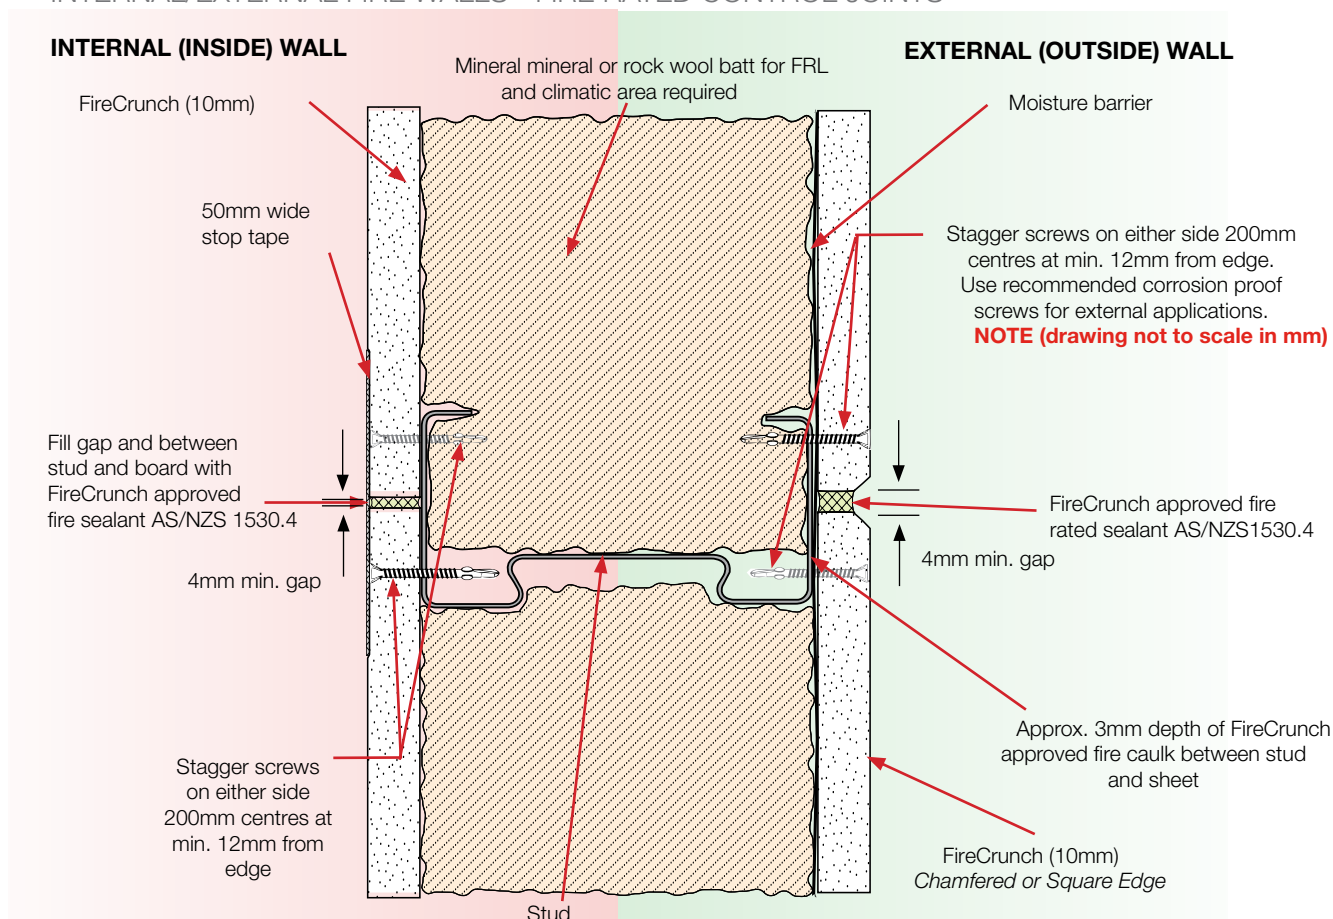 INTERNAL (INSIDE) WALL
EXTERNAL (OUTSIDE) WALL
Mineral mineral or rock wool batt for FRL
and climatic area required
FireCrunch (10mm)
Moisture barrier
50mm wide
stop tape
Stagger screws on either side 200mm
centres at min. 12mm from edge.
Use recommended corrosion proof
screws for external applications.
NOTE (drawing not to scale in mm)
Fill gap and between
stud and board with
FireCrunch approved
fire sealant AS/NZS 1530.4
4mm min. gap
FireCrunch approved fire
rated sealant AS/NZS1530.4
4mm min. gap
Stagger screws
on either side
200mm centres at
min. 12mm from
edge
Approx. 3mm depth of FireCrunch
approved fire caulk between stud
and sheet
FireCrunch (10mm)
Chamfered or Square Edge
Stud